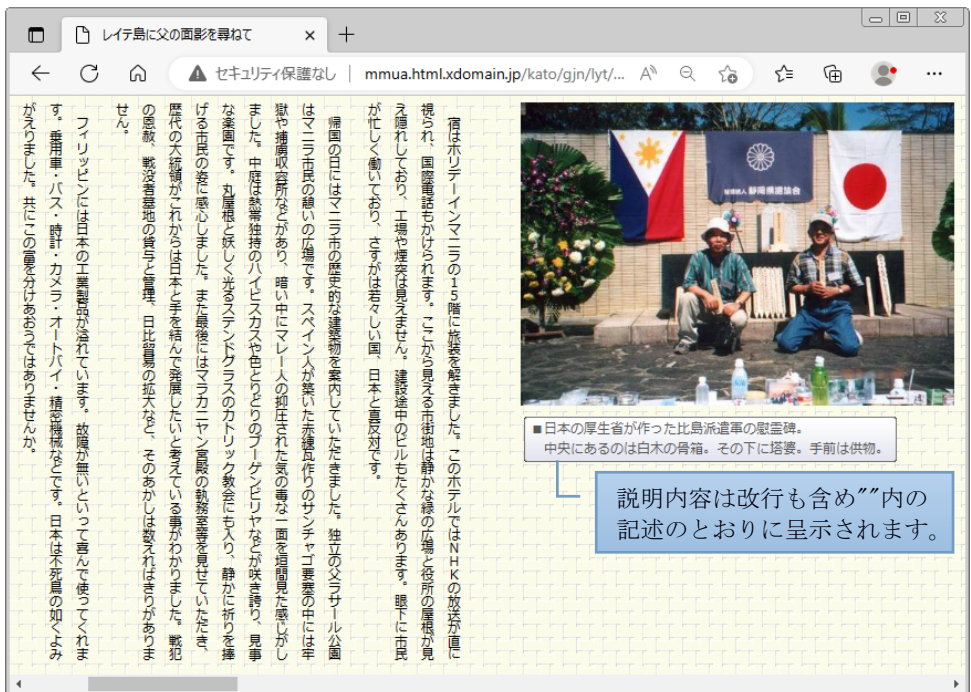 レイテ島に父の面影を尋ねて
セキュリティ保護なし
mmua.html.xdomain.jp/kato/gjn/lyt/...
■日本の厚生省が作った比島派遣軍の慰霊碑。
中央にあるのは白木の骨箱。その下に塔婆。手前は供物。
説明内容は改行も含め""内の
記述のとおりに呈示されます。
宿はホリデーインマニラの１５階に旅装を解きました。このホテルではＮＨＫの放送が直に
視られ、国際電話もかけられます。ここから見える市街地は静かな緑の広場と役所の屋根が見
え隠れしており、工場や煙突は見えません。建設途中のビルもたくさんあります。眼下に市民
が忙しく働いており、さすがは若々しい国、日本と真反対です。
帰国の日にはマニラ市の歴史的な建築物を案内していただきました。独立の父ラサール公園
はマニラ市民の憩いの広場です。スペイン人が築いた赤煉瓦作りのサンチャゴ要塞の中には牢
獄や捕虜収容所などがあり、暗い中にマレー人の抑圧された気の毒な一面を垣間見た感じがし
ました。中庭は熱帯独持のハイビスカスや色とりどりのブーゲンビリヤなどが咲き誇り、見事
な楽園です。丸屋根と妖しく光るステンドグラスのカトリック教会にも入り、静かに祈りを捧
げる市民の姿に感心しました。また最後にはマラカニヤン宮殿の執務室等を見せていただき、
歴代の大統領がこれからは日本と手を結んで発展したいと考えている事がわかりました。戦犯
の恩赦、戦没者墓地の貸与と管理、日比貿易の拡大など、そのあかしは数えればきりがありま
せん。
フィリッピンには日本の工業製品が溢れています。故障が無いといって喜んで使ってくれま
す。乗用車・バス・時計・カメラ・オートバイ・精密機械などです。日本は不死鳥の如くよみ
がえりました。共にこの富を分けあおうではありませんか。